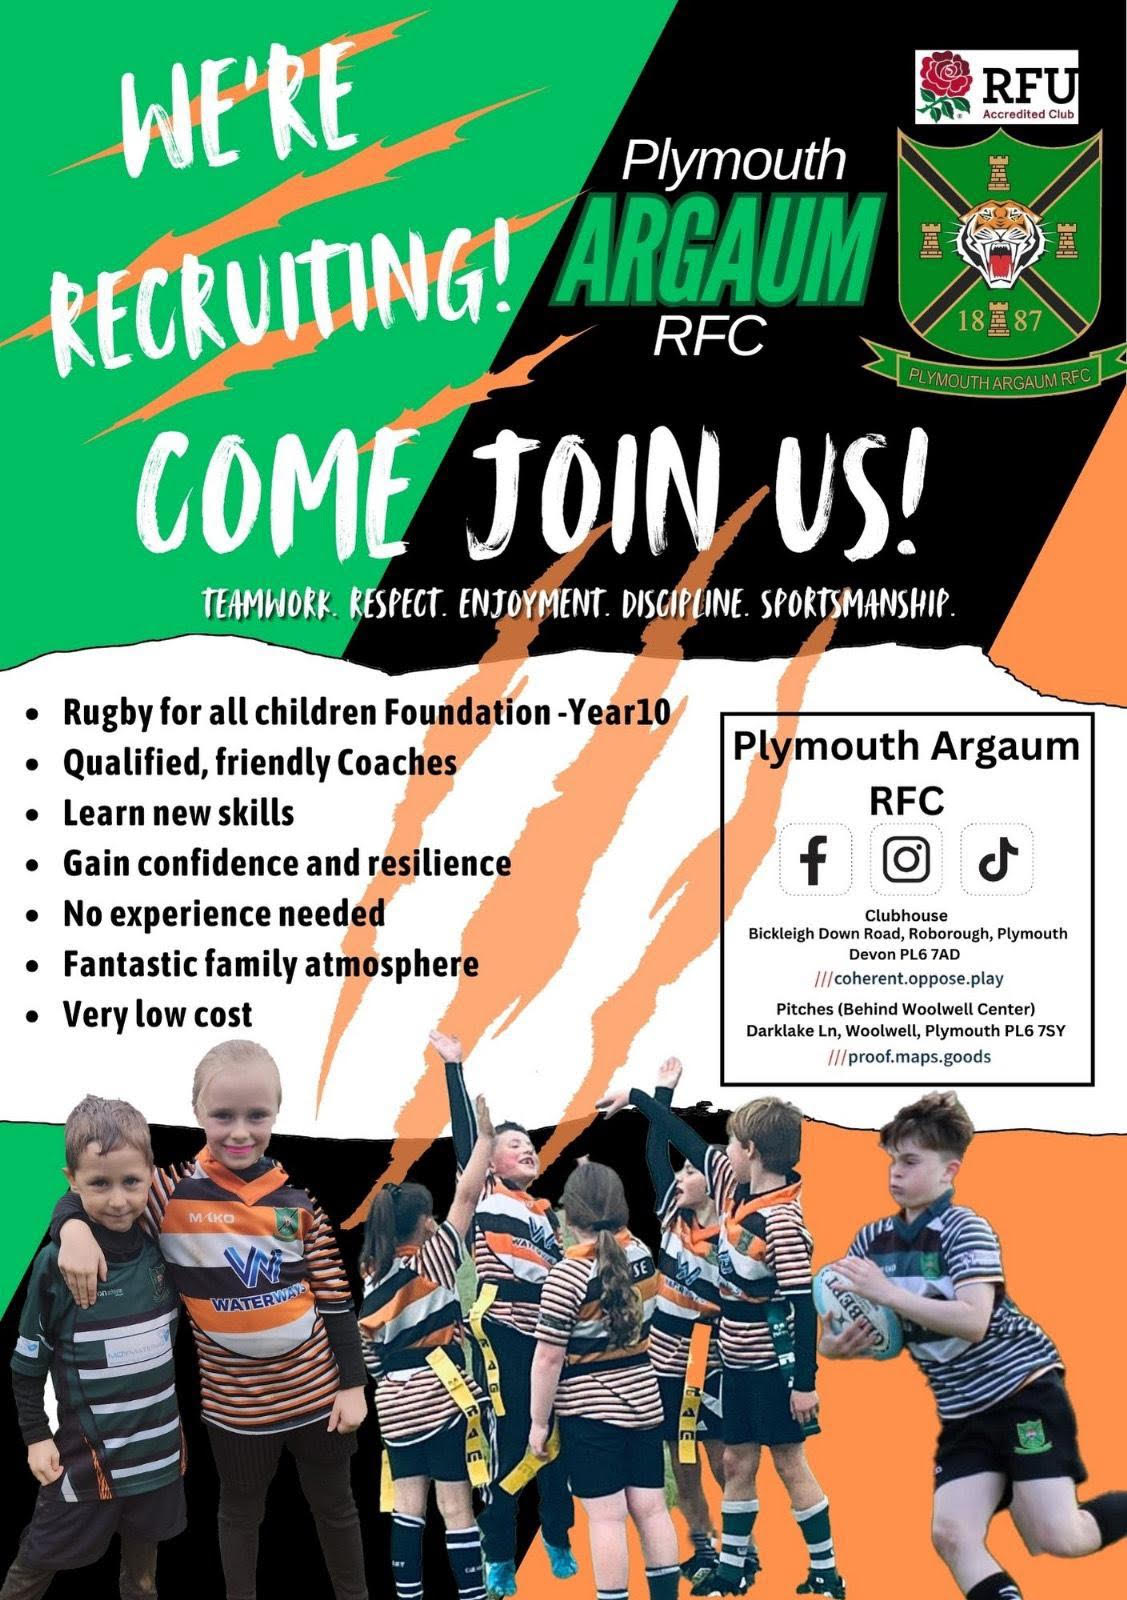 WE'RE
RECRUITING!
RFU
Accredited Club
Plymouth
ARGAUM
RFC
18 87
PLYMOUTH ARGAUM RFC
COME JOIN US!
TEAMWORK. RESPECT. ENJOYMENT. DISCIPLINE. SPORTSMANSHIP.
• Rugby for all children Foundation -Year10
• Qualified, friendly Coaches
• Learn new skills
• Gain confidence and resilience
• No experience needed
• Fantastic family atmosphere
• Very low cost
Plymouth Argaum
RFC
Clubhouse
Bickleigh Down Road, Roborough, Plymouth
Devon PL6 7AD
///coherent.oppose.play
Pitches (Behind Woolwell Center)
Darklake Ln, Woolwell, Plymouth PL6 7SY
///proof.maps.goods
WATERWAYS